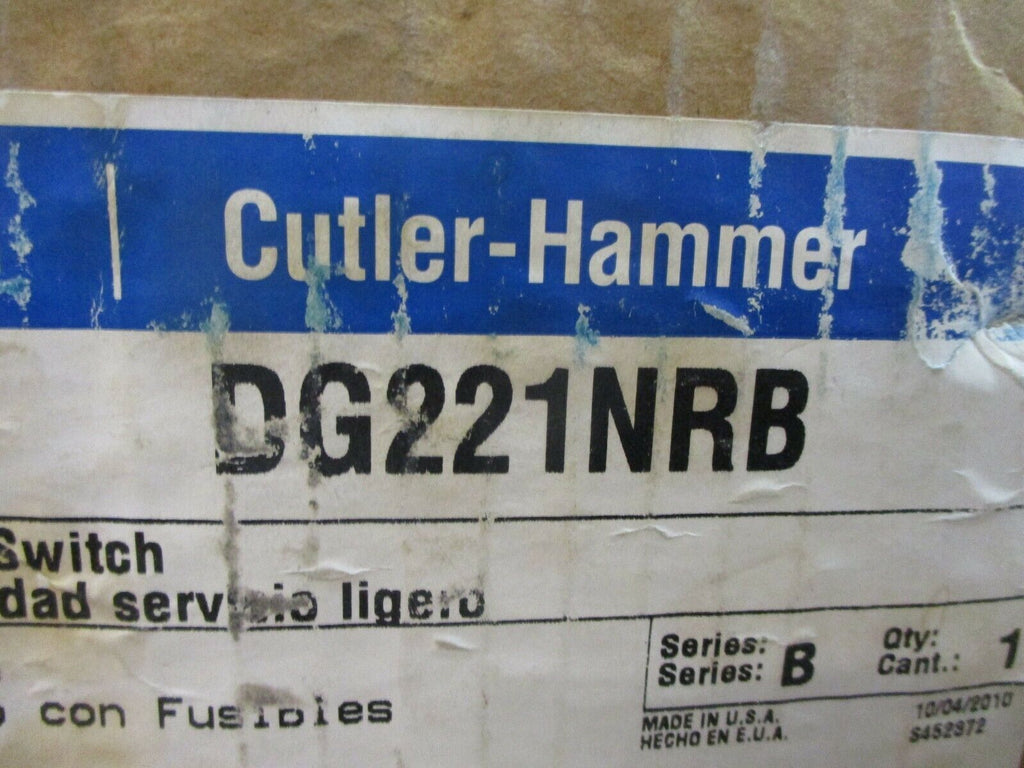 Cutler-Hammer
DG221NRB
Switch
dad servicio ligero
con Fusibles
Series: B
Series:
Qty: 1
Cant.:
MADE IN U.S.A.
HECHO EN E.U.A.
10/04/2010
S452372